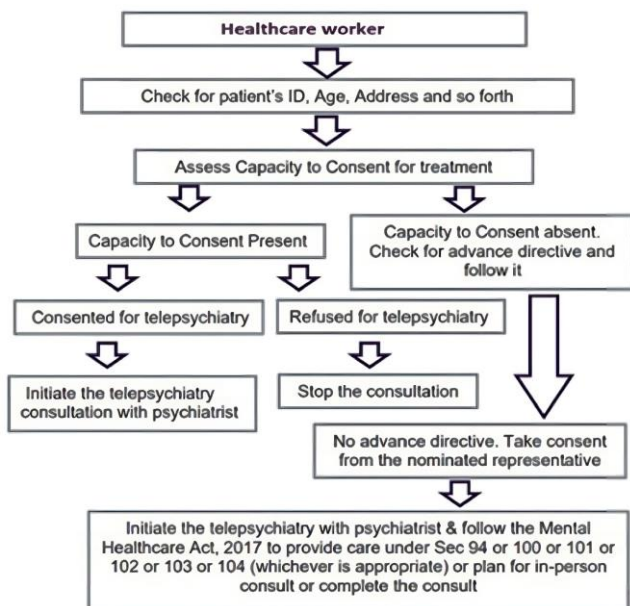 Healthcare worker
Check for patient's ID, Age, Address and so forth
Assess Capacity to Consent for treatment
Capacity to Consent Present
Capacity to Consent absent.
Check for advance directive and
follow it
Consented for telepsychiatry
Refused for telepsychiatry
Initiate the telepsychiatry
consultation with psychiatrist
Stop the consultation
No advance directive. Take consent
from the nominated representative
Initiate the telepsychiatry with psychiatrist & follow the Mental
Healthcare Act, 2017 to provide care under Sec 94 or 100 or 101 or
102 or 103 or 104 (whichever is appropriate) or plan for in-person
consult or complete the consult